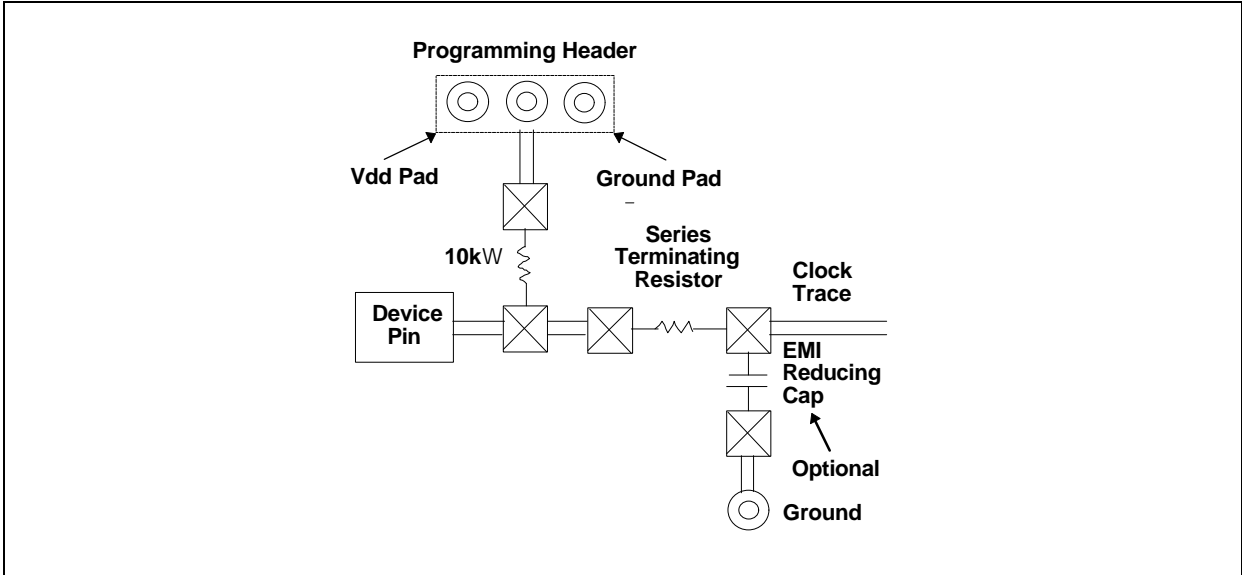 Programming Header
Vdd Pad
Ground Pad
10kW
Series
Terminating
Resistor
Clock
Trace
Device
Pin
EMI
Reducing
Cap
Optional
Ground